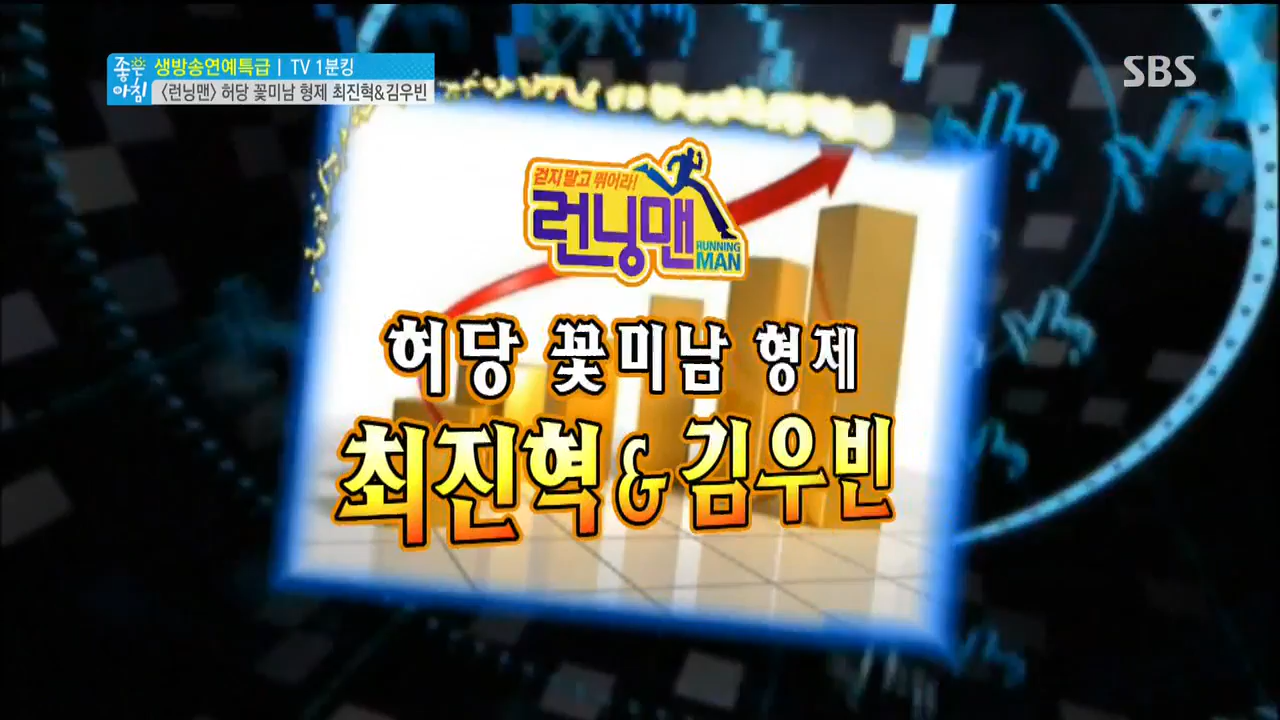 좋은
아침
생방송연예특급 | TV 1분킹
<런닝맨> 허당 꽃미남 형제 최진혁&김우빈
SBS
걷지 말고 뛰어라!
런닝맨
RUNNING
MAN
허당 꽃미남 형제
최진혁&김우빈